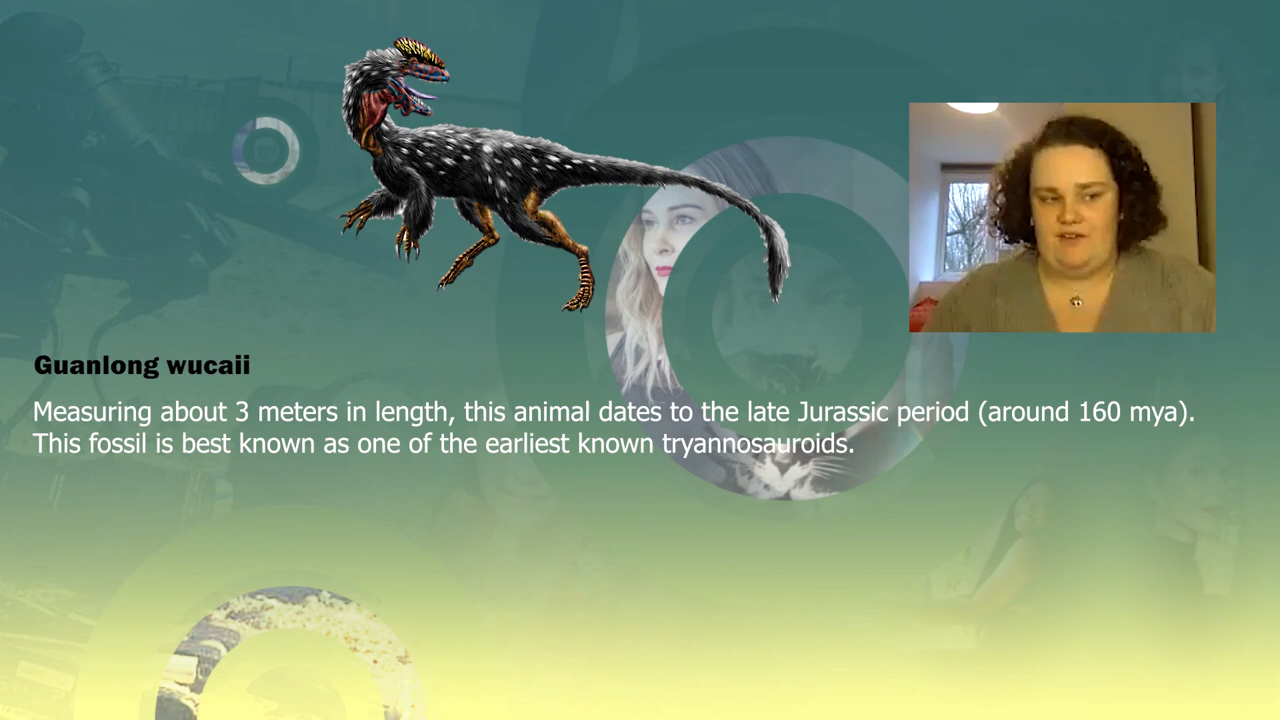 Guanlong wucaii
Measuring about 3 meters in length, this animal dates to the late Jurassic period (around 160 mya).
This fossil is best known as one of the earliest known tryannosauroids.